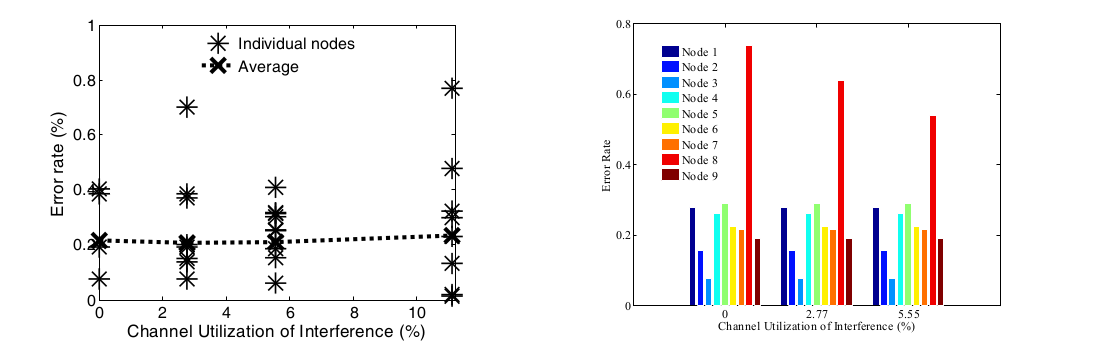 1
0.8
0.6
0.4
0.2
0
Error rate (%)
Individual nodes
Average
0 2 4 6 8 10
Channel Utilization of Interference (%)
0.8
0.6
0.4
0.2
0
Error Rate
Node 1
Node 2
Node 3
Node 4
Node 5
Node 6
Node 7
Node 8
Node 9
0 2.77 5.55
Channel Utilization of Interference (%)